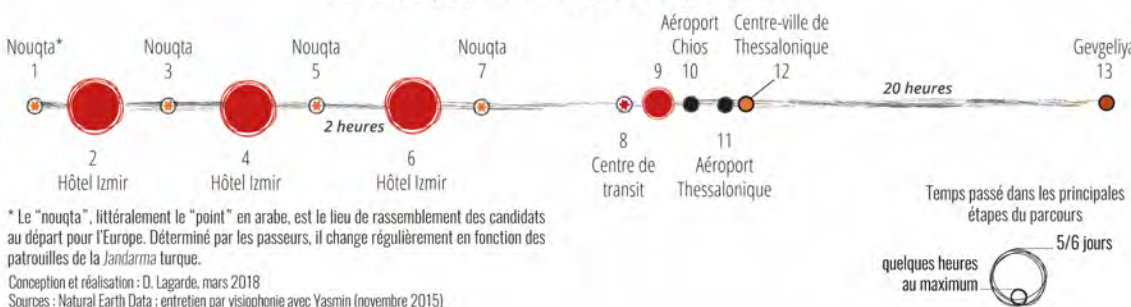 Nouqta*
1
2
Hôtel Izmir
Nouqta
3
4
Hôtel Izmir
Nouqta
5
2 heures
6
Hôtel Izmir
Nouqta
7
8
Centre de
transit
9
Aéroport
Chios
10
11
Aéroport
Thessalonique
Centre-ville de
Thessalonique
12
20 heures
Gevgeliya
13
* Le "nouqta", littéralement le "point" en arabe, est le lieu de rassemblement des candidats
au départ pour l'Europe. Déterminé par les passeurs, il change régulièrement en fonction des
patrouilles de la Jandarma turque.
Conception et réalisation : D. Lagarde, mars 2018
Sources : Natural Earth Data ; entretien par visiophonie avec Yasmin (novembre 2015)
Temps passé dans les principales
étapes du parcours
5/6 jours
quelques heures
au maximum